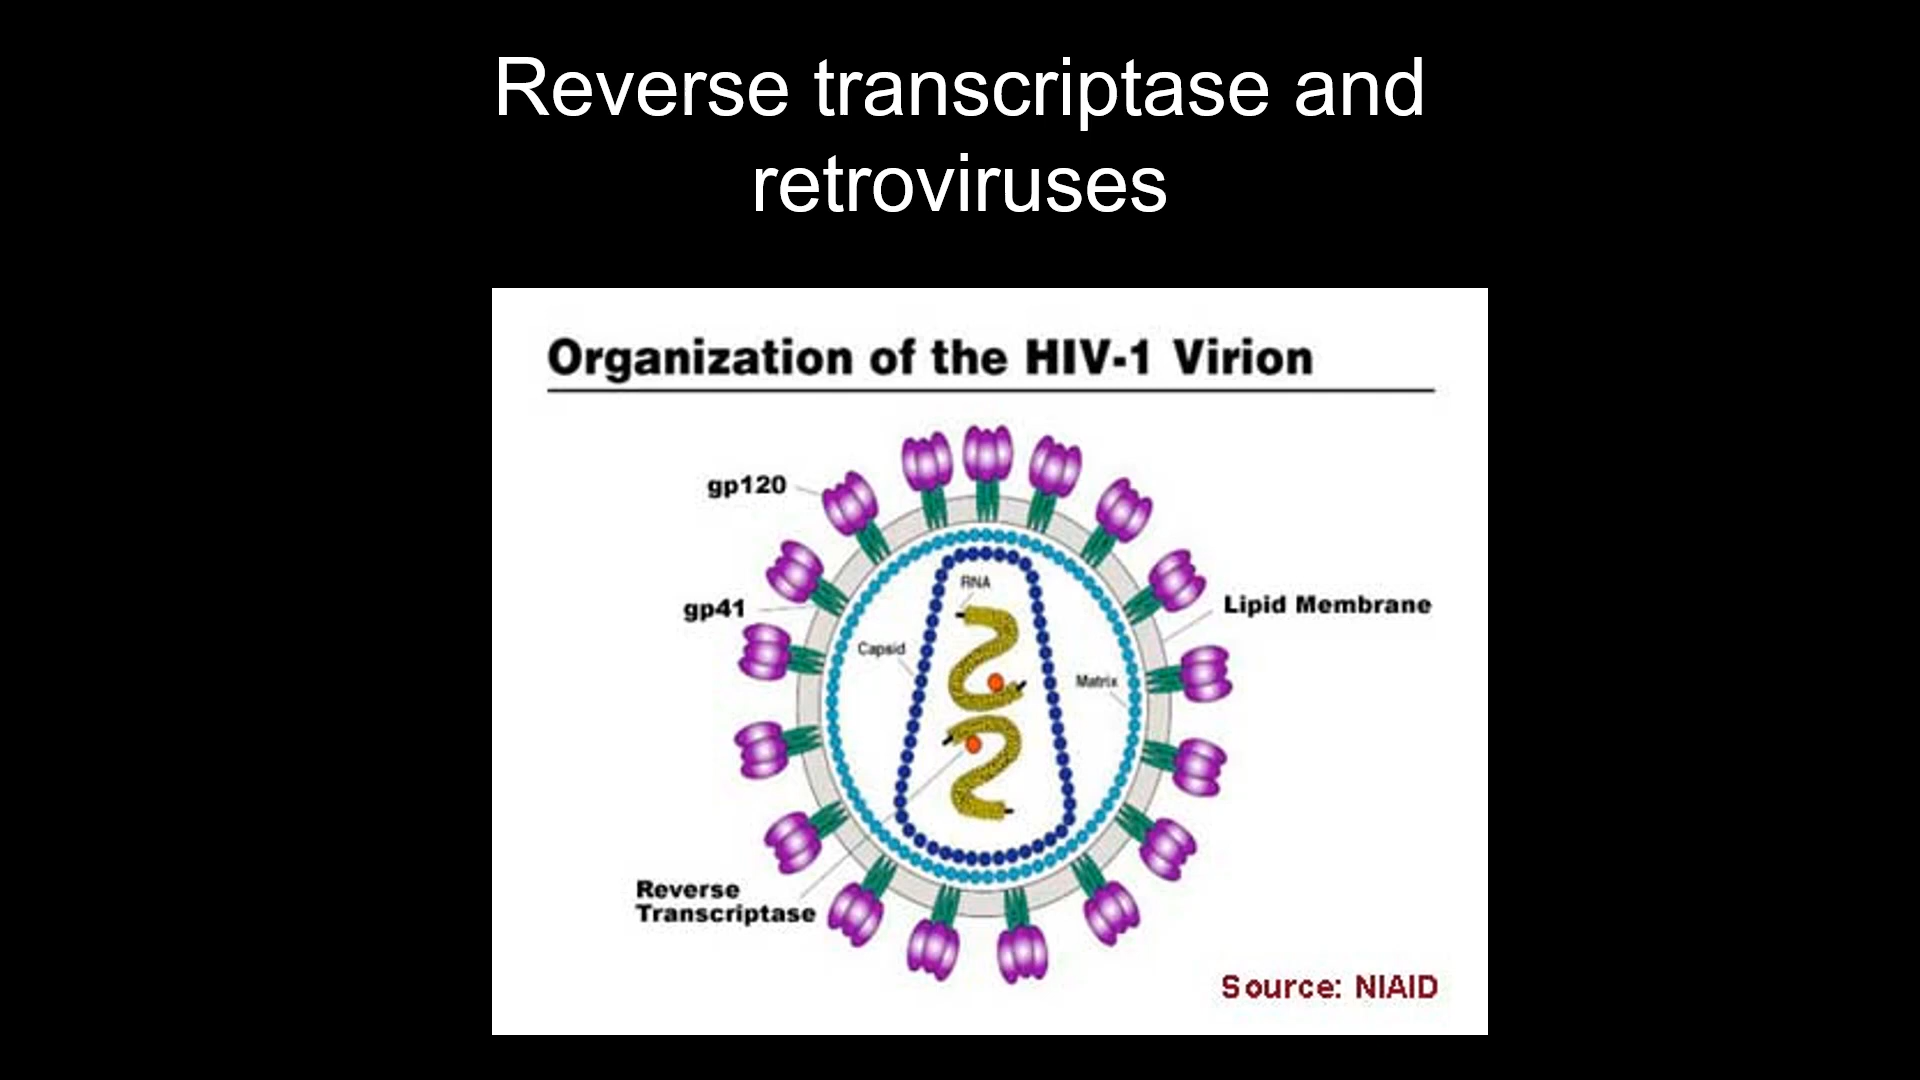 Reverse transcriptase and
retroviruses
Organization of the HIV-1 Virion
gp120
RNA
gp41
Lipid Membrane
Capsid
Matrix
Reverse
Transcriptase
Source: NIAID